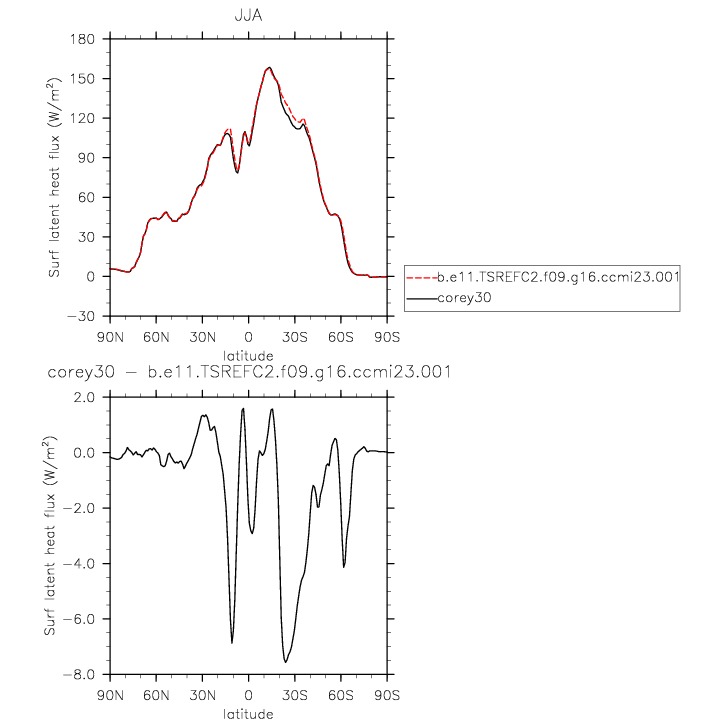 JJA
180
150
120
90
60
30
0
−30
Surf latent heat flux (W/m²)
90N 60N 30N 0 30S 60S 90S
latitude
b.e11.TSREFC2.f09.g16.ccmi23.001
corey30
corey30 − b.e11.TSREFC2.f09.g16.ccmi23.001
2.0
0.0
−2.0
−4.0
−6.0
−8.0
Surf latent heat flux (W/m²)
90N 60N 30N 0 30S 60S 90S
latitude